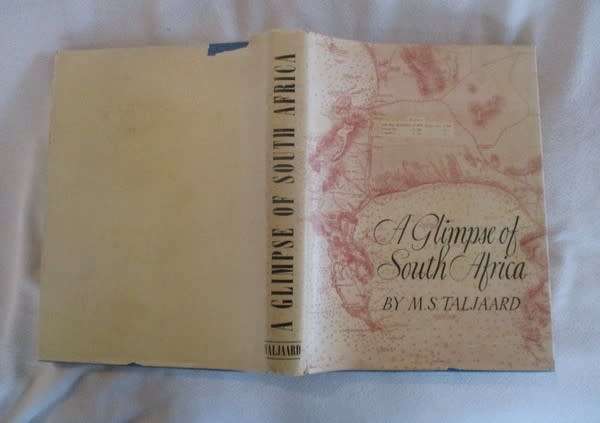 A GLIMPSE OF SOUTH AFRICA
TALJAARD
A Glimpse of
South Africa
BY M. S. TALJAARD